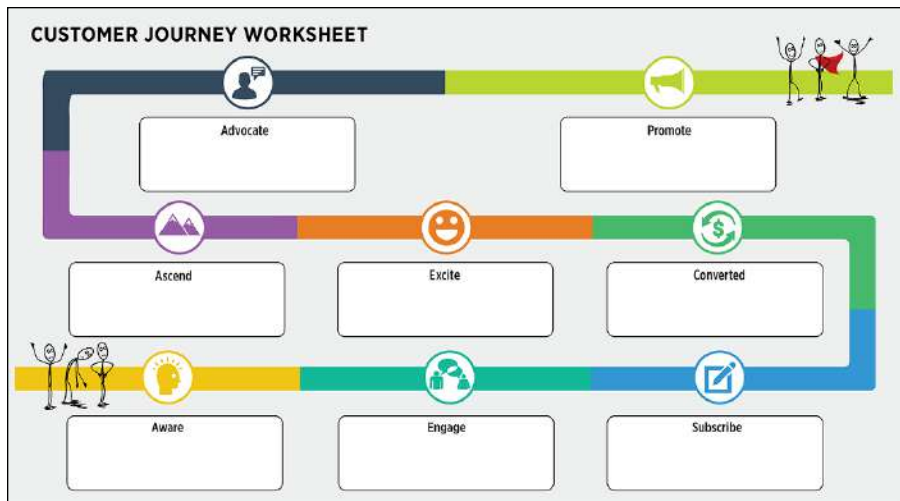 CUSTOMER JOURNEY WORKSHEET
Advocate
Promote
Ascend
Excite
$
Converted
Aware
Engage
Subscribe